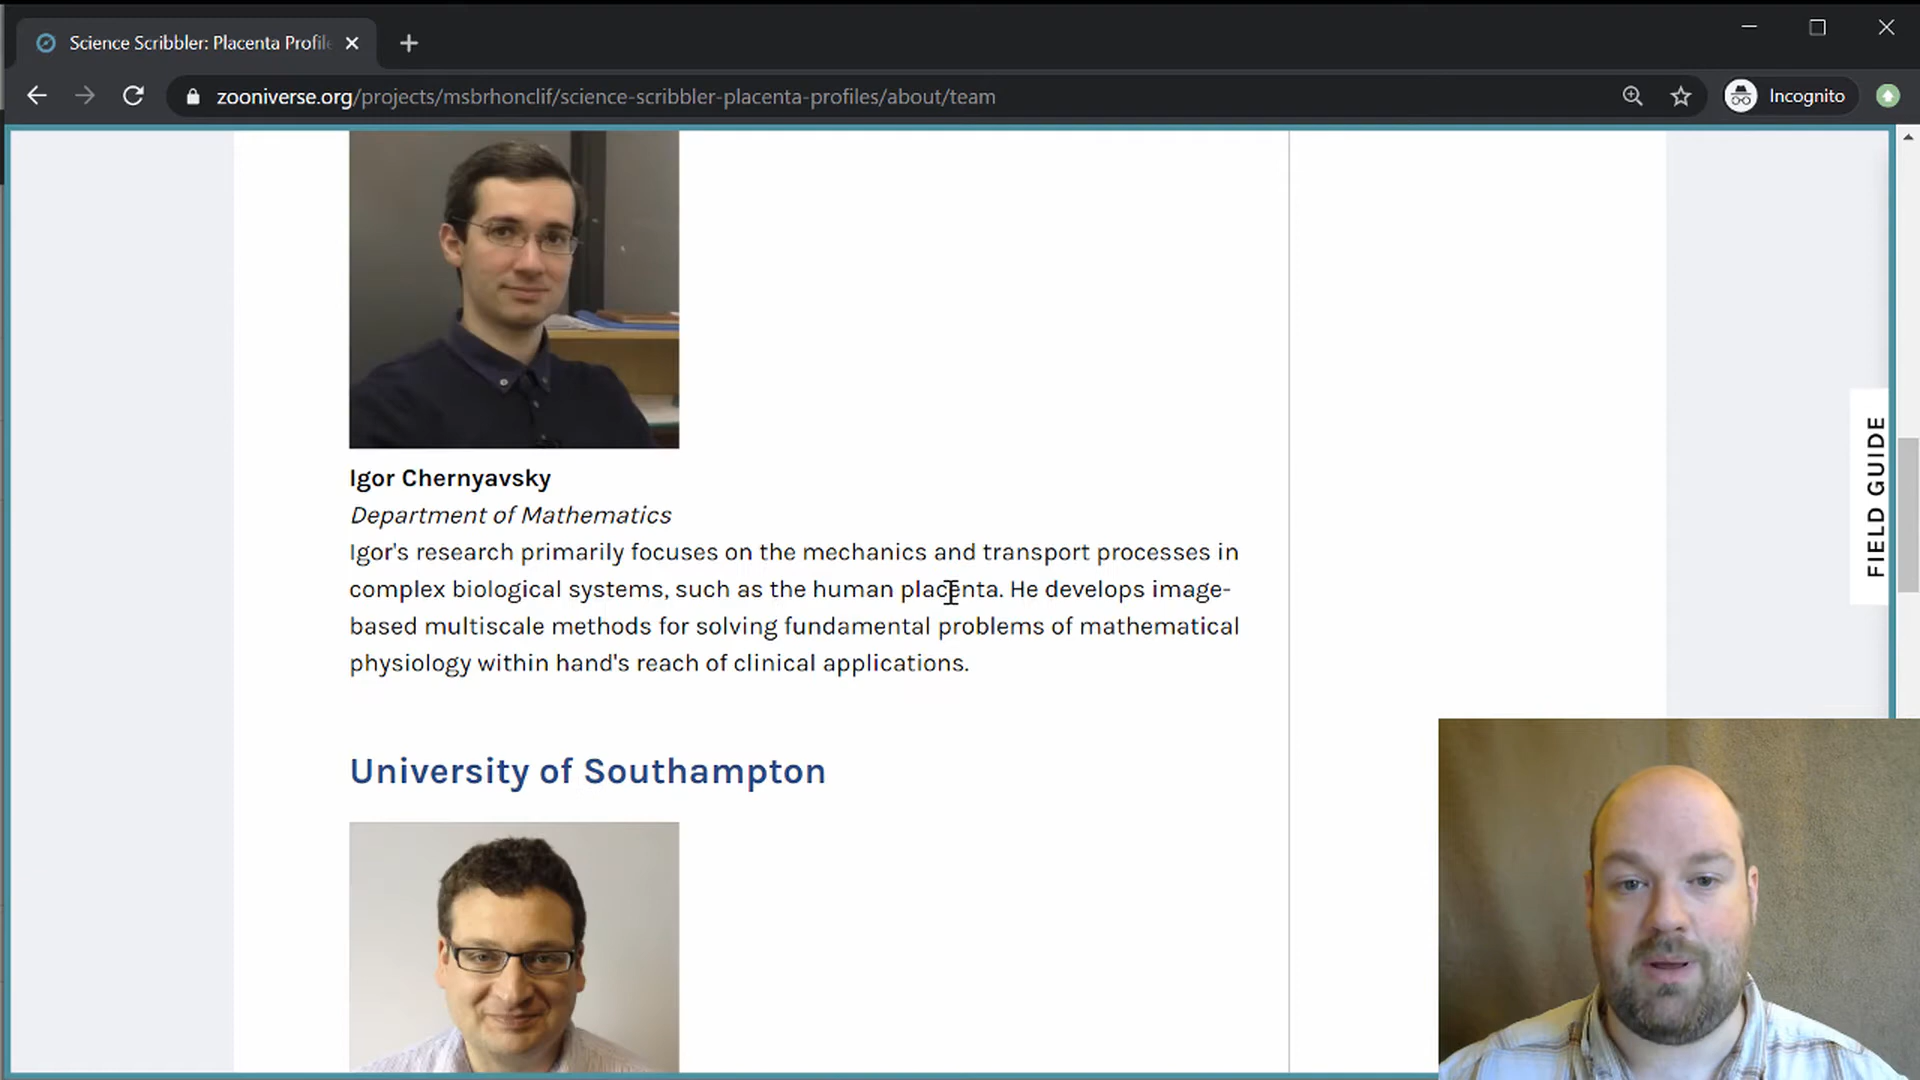 Science Scribbler: Placenta Profile
zooniverse.org/projects/msbrhonclif/science-scribbler-placenta-profiles/about/team
Incognito
Igor Chernyavsky
Department of Mathematics
Igor's research primarily focuses on the mechanics and transport processes in
complex biological systems, such as the human placenta. He develops image-
based multiscale methods for solving fundamental problems of mathematical
physiology within hand's reach of clinical applications.
FIELD GUIDE
University of Southampton